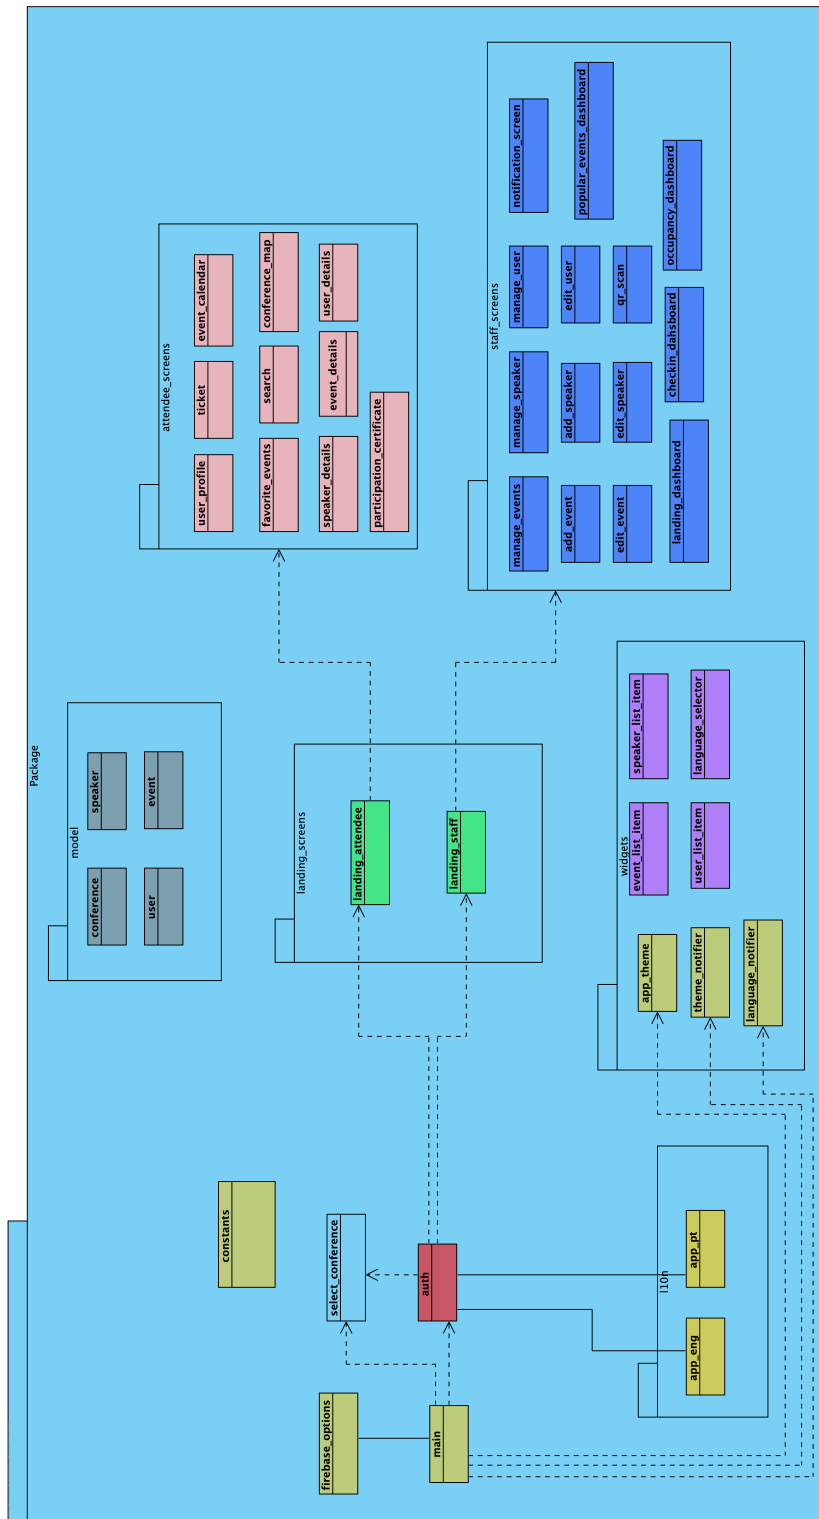 Package
model
conference
speaker
user
event
attendee_screens
user_profile
ticket
event_calendar
favorite_events
search
conference_map
speaker_details
event_details
user_details
participation_certificate
landing_screens
landing_attendee
landing_staff
staff_screens
manage_events
manage_speaker
manage_user
notification_screen
add_event
add_speaker
edit_user
popular_events_dashboard
edit_event
edit_speaker
qr_scan
landing_dashboard
checkin_dahsboard
occupancy_dashboard
constants
select_conference
auth
firebase_options
main
l10n
app_eng
app_pt
widgets
app_theme
event_list_item
speaker_list_item
theme_notifier
user_list_item
language_selector
language_notifier